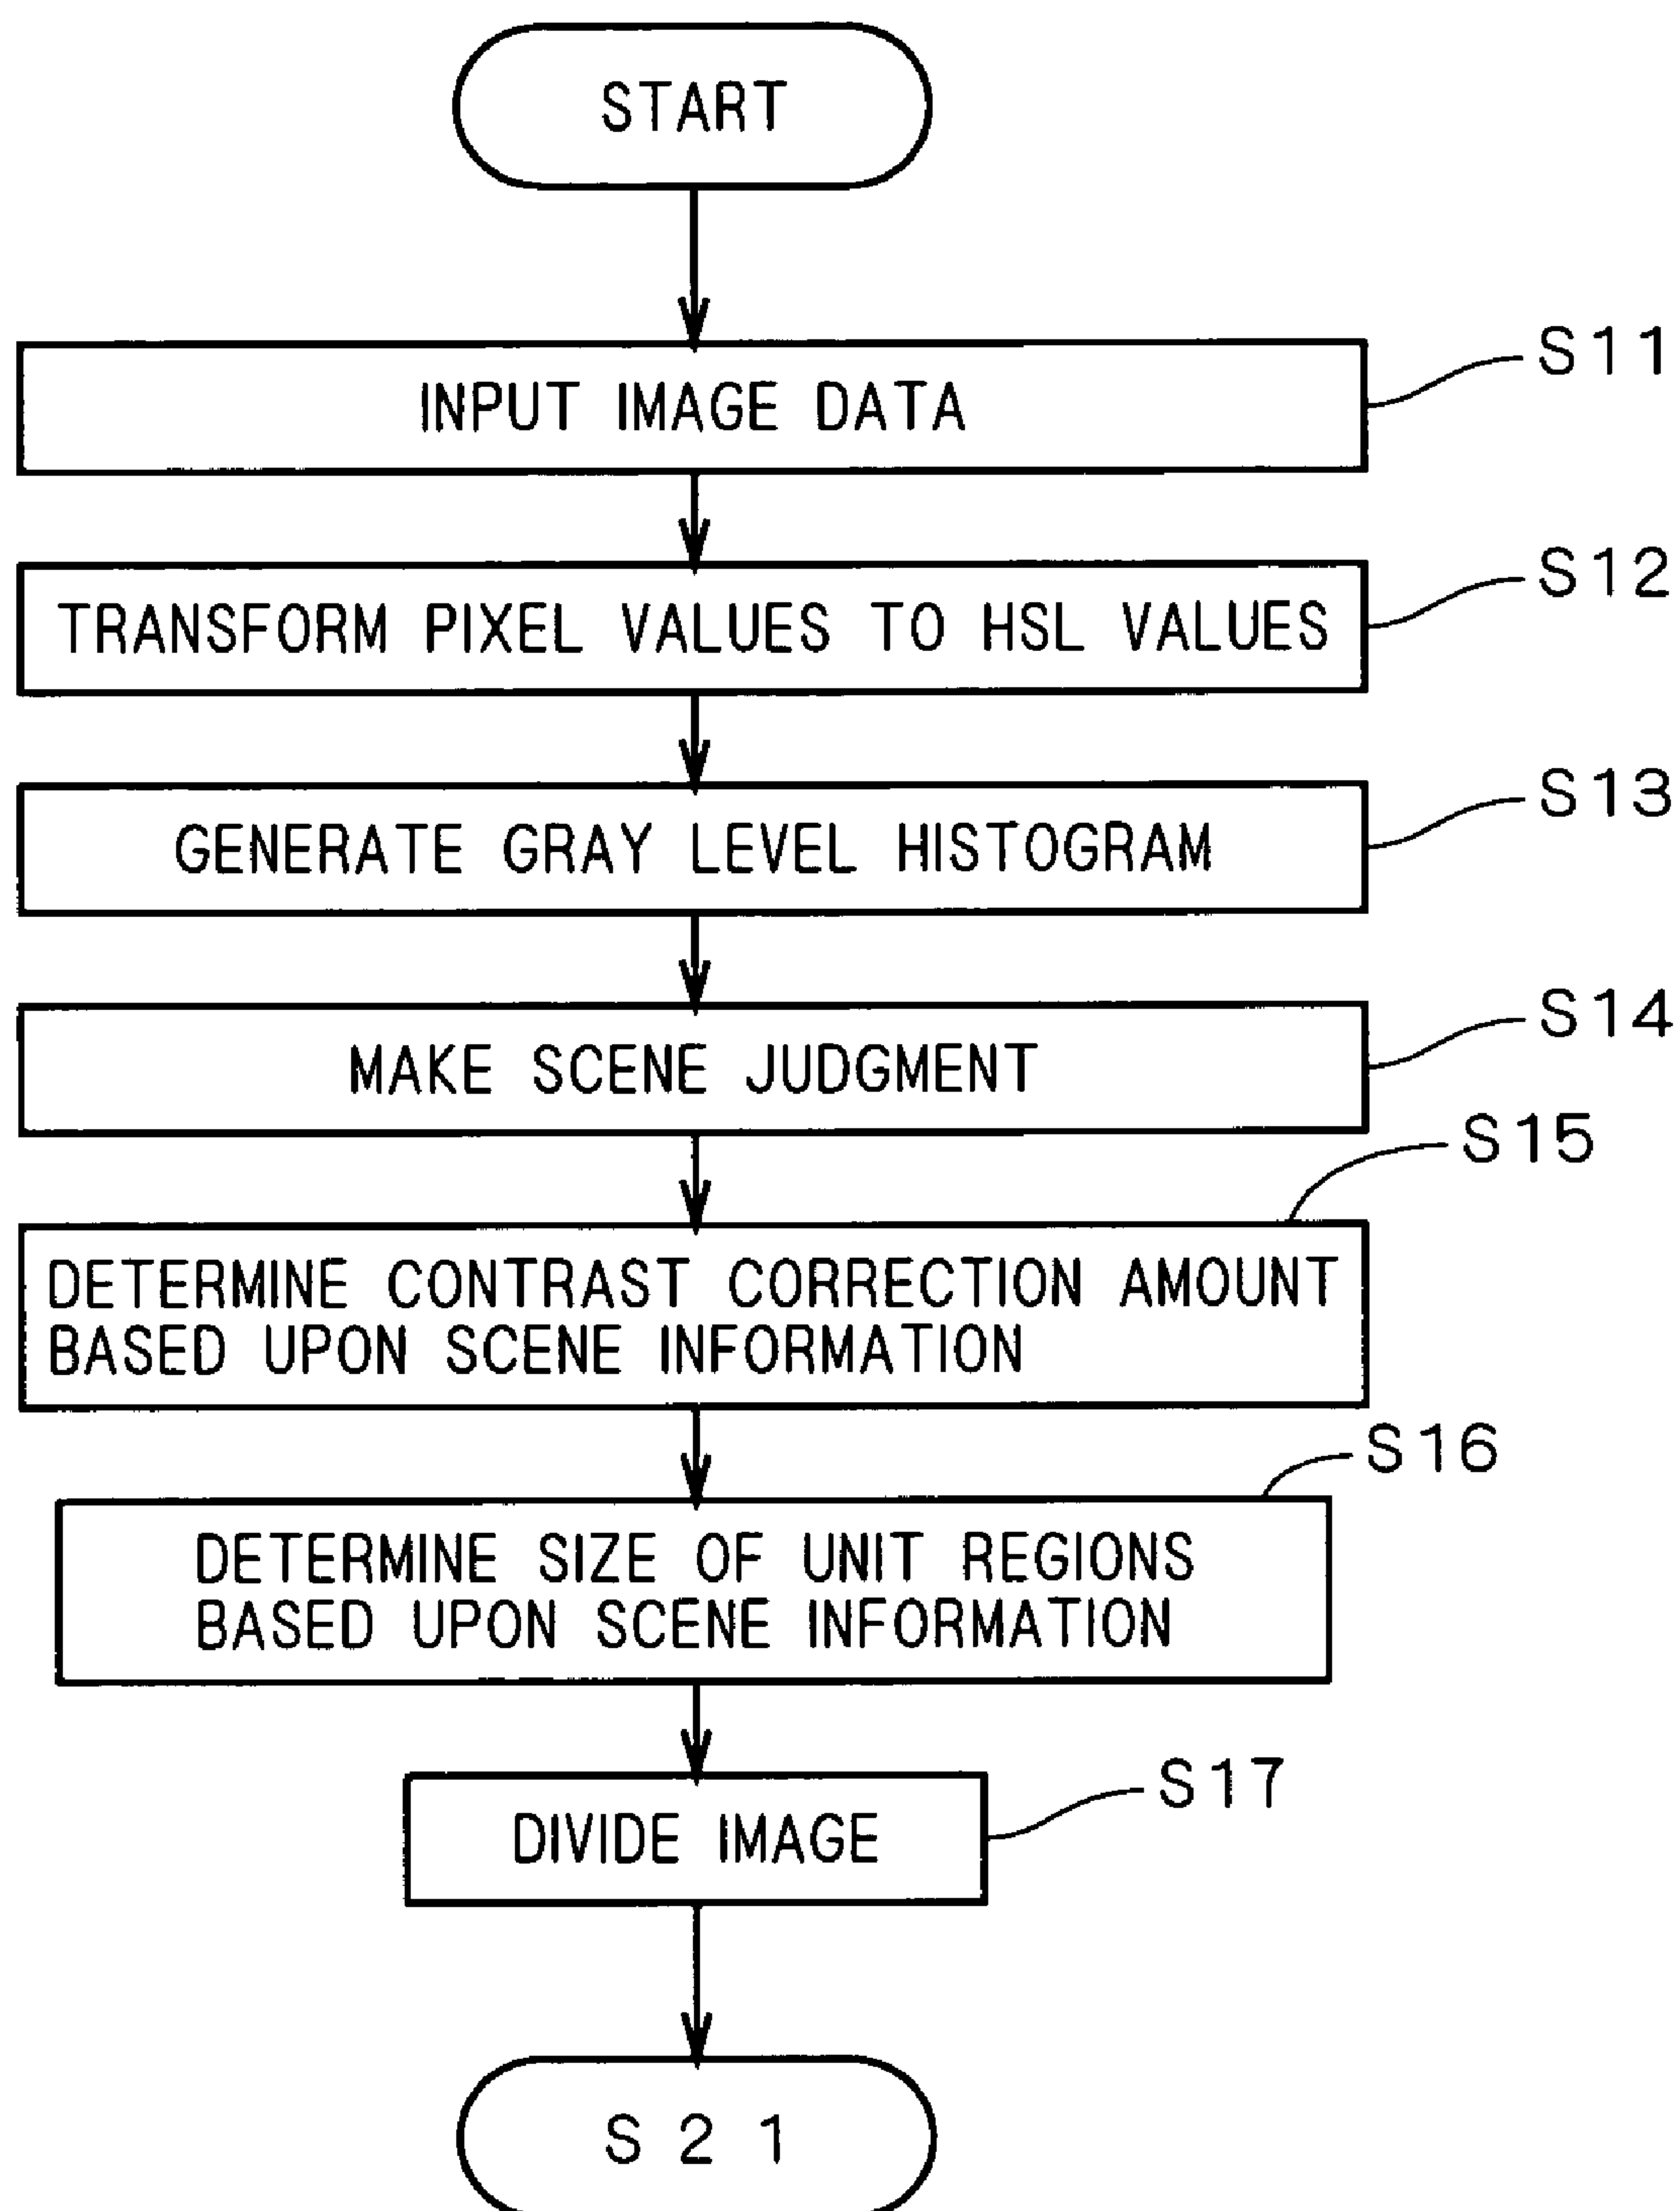 START
INPUT IMAGE DATA
S11
TRANSFORM PIXEL VALUES TO HSL VALUES
S12
GENERATE GRAY LEVEL HISTOGRAM
S13
MAKE SCENE JUDGMENT
S14
DETERMINE CONTRAST CORRECTION AMOUNT
BASED UPON SCENE INFORMATION
S15
DETERMINE SIZE OF UNIT REGIONS
BASED UPON SCENE INFORMATION
S16
DIVIDE IMAGE
S17
S 2 1